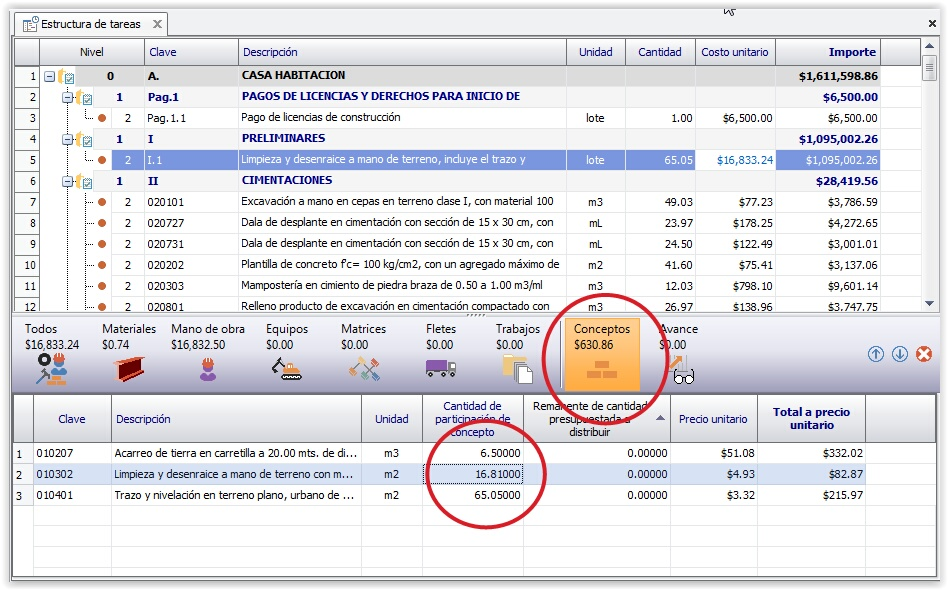 Estructura de tareas
Nivel Clave Descripción Unidad Cantidad Costo unitario Importe
1 0 A. CASA HABITACION $1,611,598.86
2 1 Pag.1 PAGOS DE LICENCIAS Y DERECHOS PARA INICIO DE $6,500.00
3 2 Pag.1.1 Pago de licencias de construcción lote 1.00 $6,500.00 $6,500.00
4 1 I PRELIMINARES $1,095,002.26
5 2 I.1 Limpieza y desenraice a mano de terreno, incluye el trazo y lote 65.05 $16,833.24 $1,095,002.26
6 1 II CIMENTACIONES $28,419.56
7 2 020101 Excavación a mano en cepas en terreno clase I, con material 100 m3 49.03 $77.23 $3,786.59
8 2 020727 Dala de desplante en cimentación con sección de 15 x 30 cm, con mL 23.97 $178.25 $4,272.65
9 2 020731 Dala de desplante en cimentación con sección de 15 x 30 cm, con mL 24.50 $122.49 $3,001.01
10 2 020202 Plantilla de concreto f'c= 100 kg/cm2, con un agregado máximo de m2 41.60 $75.41 $3,137.06
11 2 020303 Mampostería en cimiento de piedra braza de 0.50 a 1.00 m3/ml m3 12.03 $798.10 $9,601.14
12 2 020801 Relleno producto de excavación en cimentación compactado con m3 26.97 $138.96 $3,747.75
Todos Materiales Mano de obra Equipos Matrices Fletes Trabajos Conceptos Avance
$16,833.24 $0.74 $16,832.50 $0.00 $0.00 $0.00 $0.00 $630.86 $0.00
Clave Descripción Unidad Cantidad de participación de concepto Remanente de cantidad presupuestada a distribuir Precio unitario Total a precio unitario
1 010207 Acarreo de tierra en carretilla a 20.00 mts. de di... m3 6.50000 0.00000 $51.08 $332.02
2 010302 Limpieza y desenraice a mano de terreno con m... m2 16.81000 0.00000 $4.93 $82.87
3 010401 Trazo y nivelación en terreno plano, urbano de ... m2 65.05000 0.00000 $3.32 $215.97